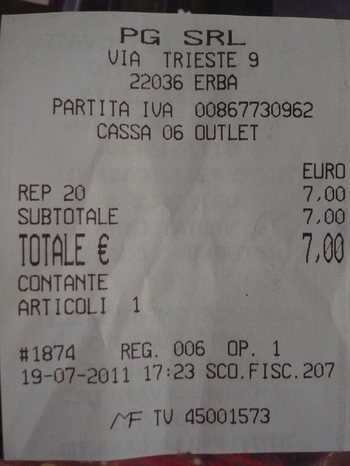 PG SRL
VIA TRIESTE 9
22036 ERBA
PARTITA IVA 00867730962
CASSA 06 OUTLET
EURO
REP 20 7,00
SUBTOTALE 7,00
TOTALE € 7,00
CONTANTE
ARTICOLI 1
#1874 REG. 006 OP. 1
19-07-2011 17:23 SCO.FISC.207
MF TV 45001573